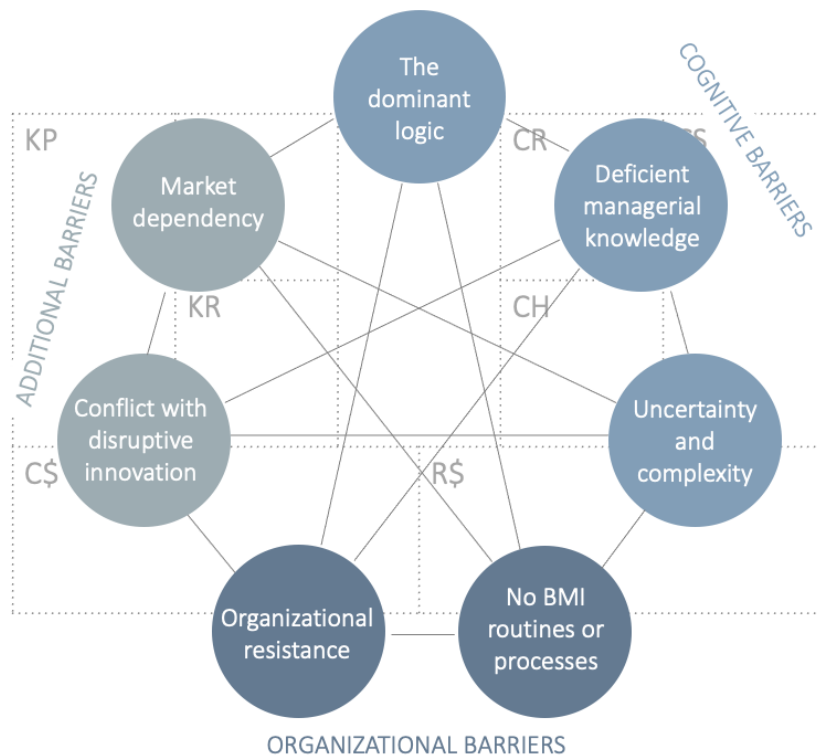 The
dominant
logic
COGNITIVE BARRIERS
KP
CR
Market
dependency
Deficient
managerial
knowledge
ADDITIONAL BARRIERS
KR
CH
Conflict with
disruptive
innovation
Uncertainty
and
complexity
C$
R$
Organizational
resistance
No BMI
routines or
processes
ORGANIZATIONAL BARRIERS